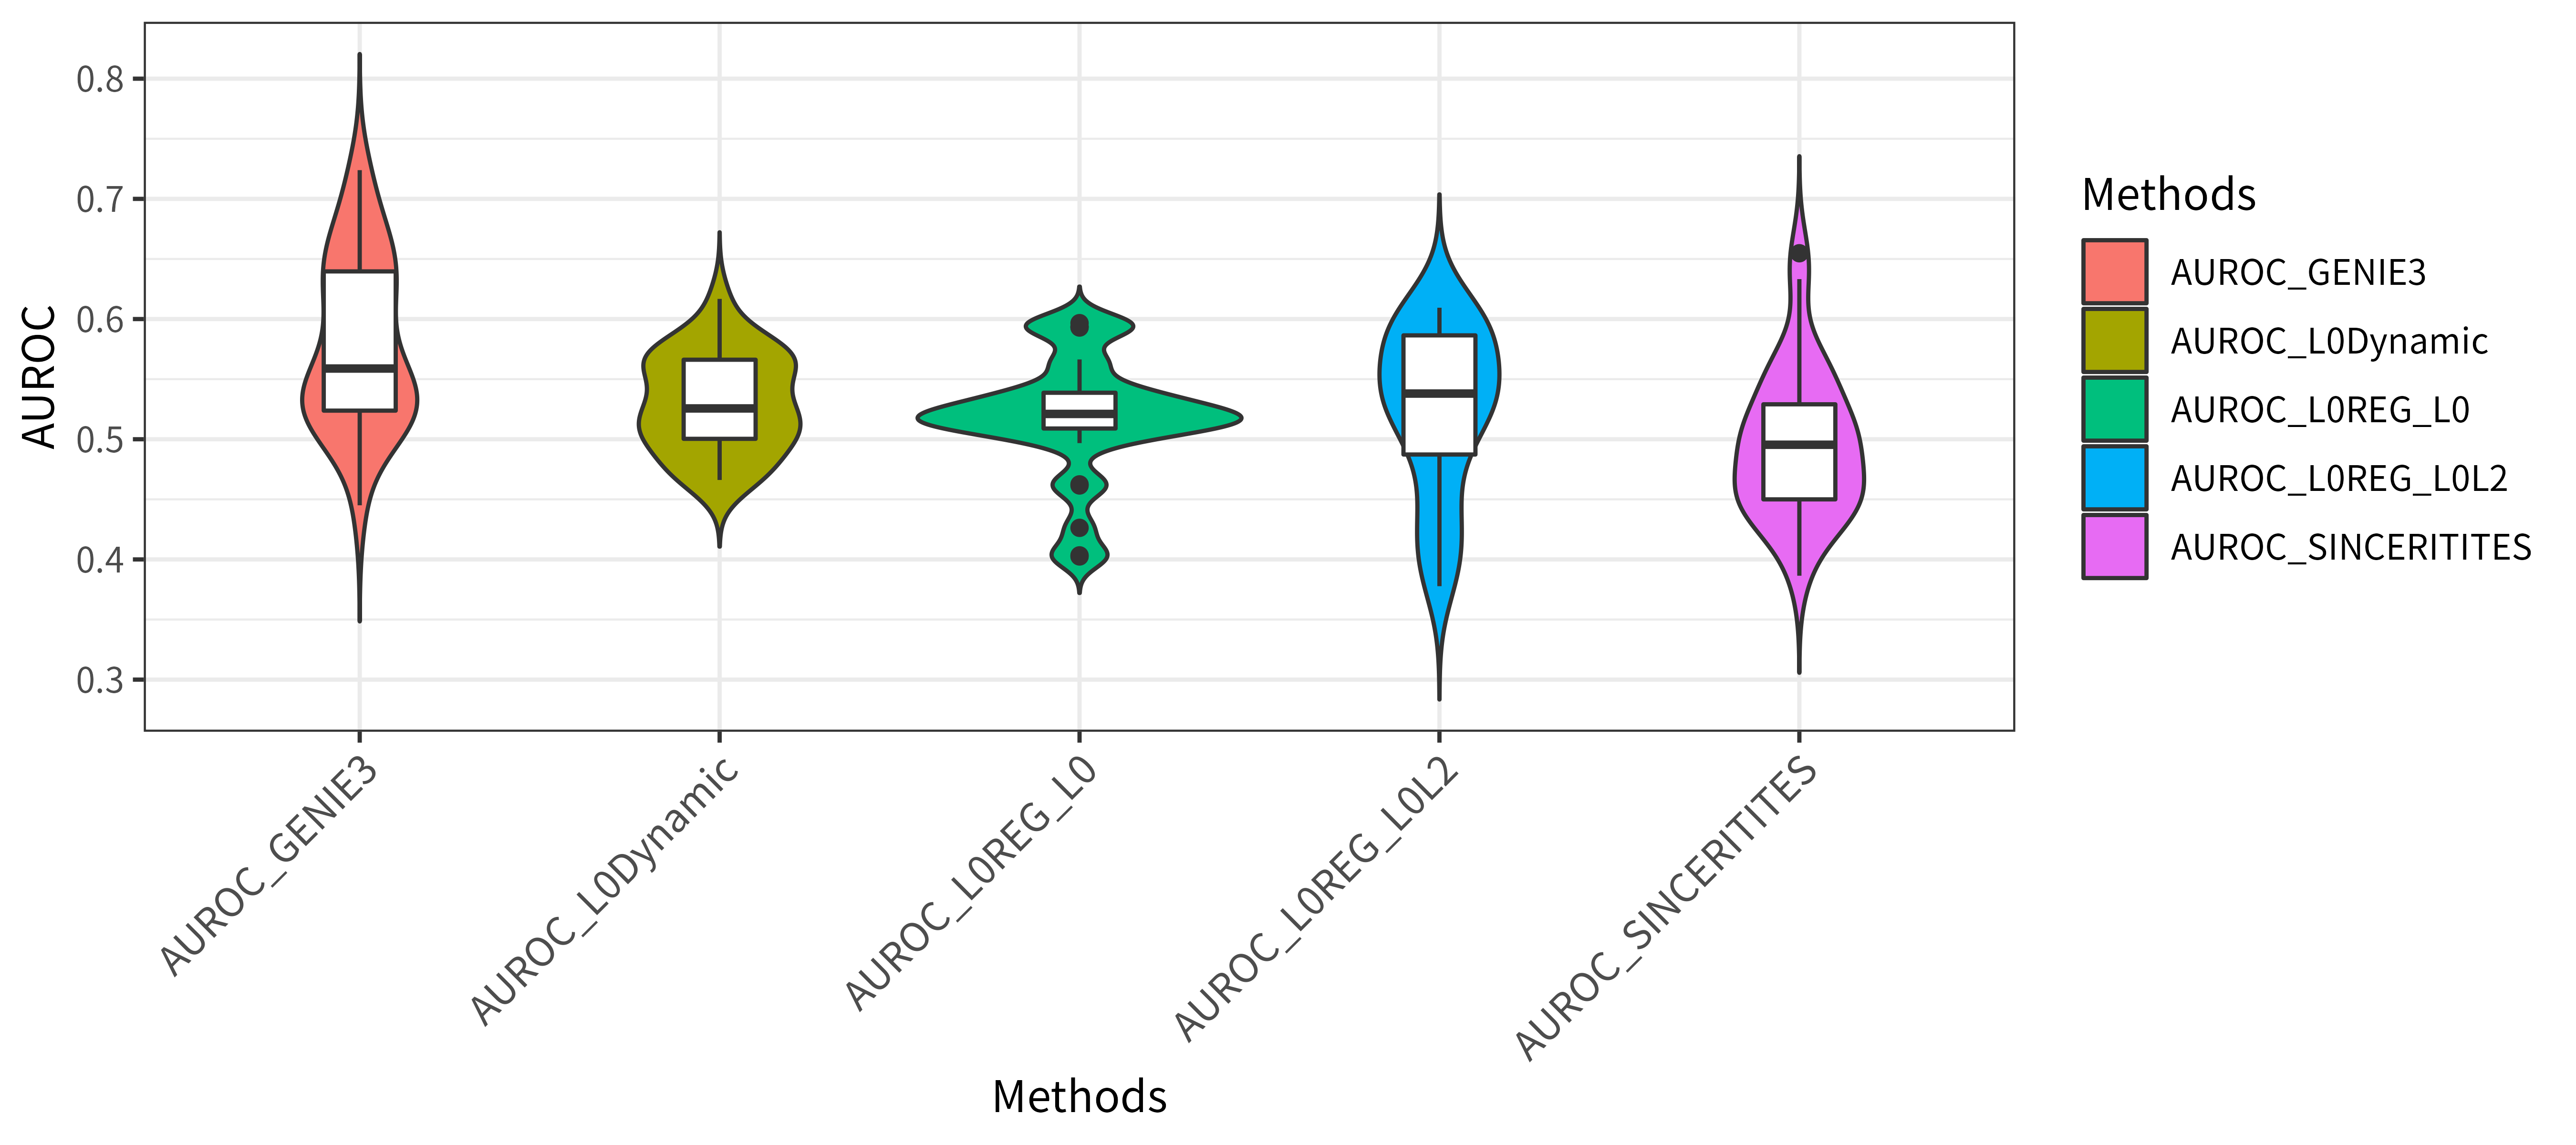 AUROC
0.8
0.7
0.6
0.5
0.4
0.3
AUROC_GENIE3
AUROC_L0Dynamic
AUROC_L0REG_L0
AUROC_L0REG_L0L2
AUROC_SINCERITITES
Methods
Methods
AUROC_GENIE3
AUROC_L0Dynamic
AUROC_L0REG_L0
AUROC_L0REG_L0L2
AUROC_SINCERITITES